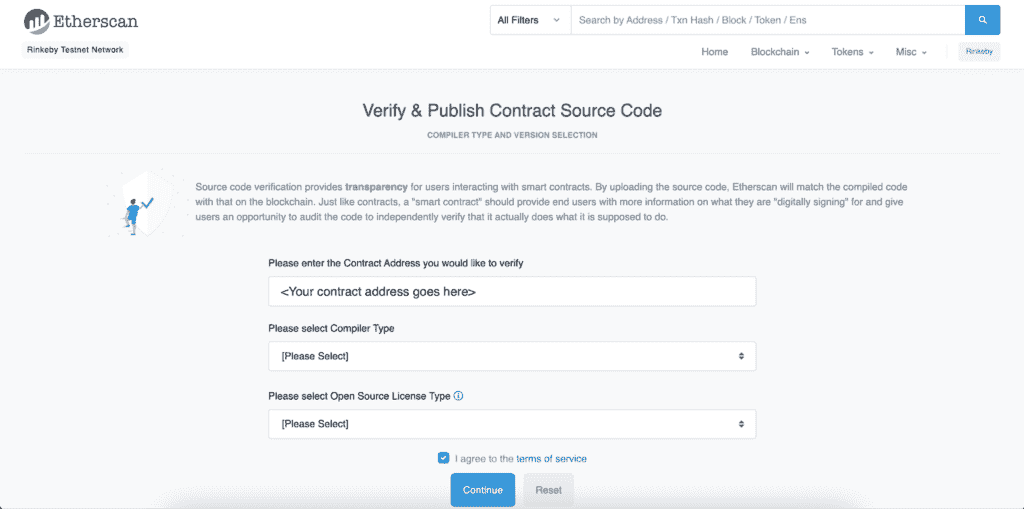 Etherscan
All Filters
Search by Address / Txn Hash / Block / Token / Ens
Rinkeby Testnet Network
Home Blockchain Tokens Misc Rinkeby
Verify & Publish Contract Source Code
COMPILER TYPE AND VERSION SELECTION
Source code verification provides transparency for users interacting with smart contracts. By uploading the source code, Etherscan will match the compiled code
with that on the blockchain. Just like contracts, a "smart contract" should provide end users with more information on what they are "digitally signing" for and give
users an opportunity to audit the code to independently verify that it actually does what it is supposed to do.
Please enter the Contract Address you would like to verify
<Your contract address goes here>
Please select Compiler Type
[Please Select]
Please select Open Source License Type
[Please Select]
I agree to the terms of service
Continue Reset